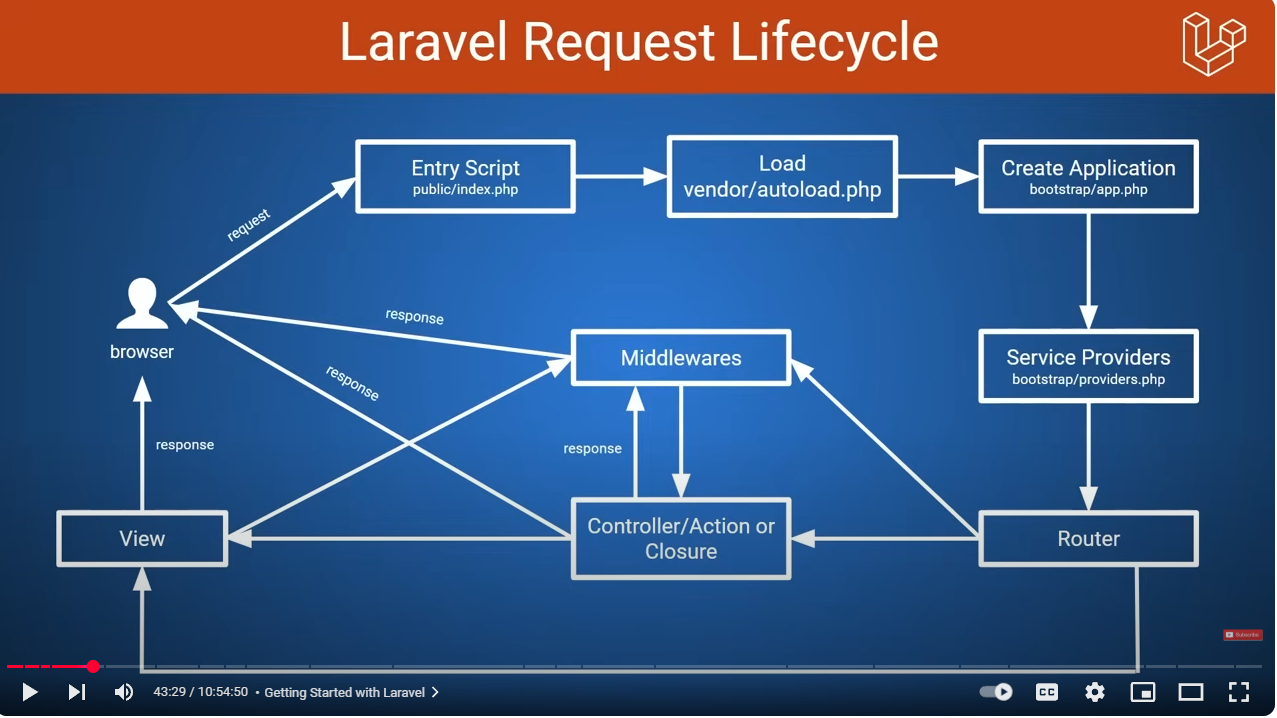 Laravel Request Lifecycle
Entry Script
public/index.php
Load
vendor/autoload.php
Create Application
bootstrap/app.php
request
browser
response
response
Middlewares
Service Providers
bootstrap/providers.php
response
response
View
Controller/Action or
Closure
Router
Subscribe
43:29 / 10:54:50 • Getting Started with Laravel
CC